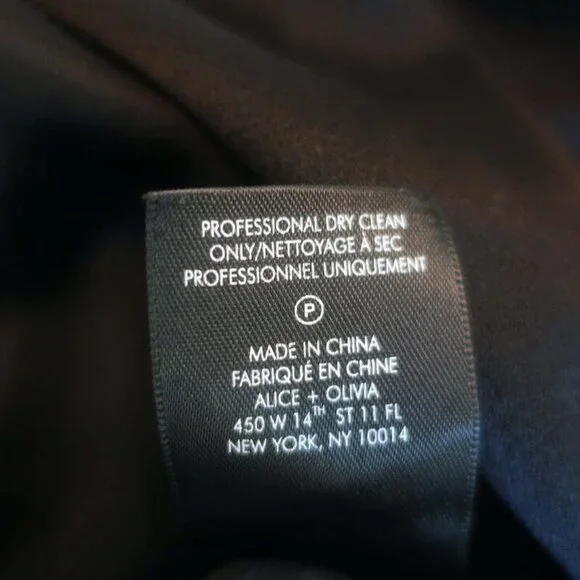 PROFESSIONAL DRY CLEAN
ONLY/NETTOYAGE À SEC
PROFESSIONNEL UNIQUEMENT
P
MADE IN CHINA
FABRIQUÉ EN CHINE
ALICE + OLIVIA
450 W 14TH ST 11 FL
NEW YORK, NY 10014